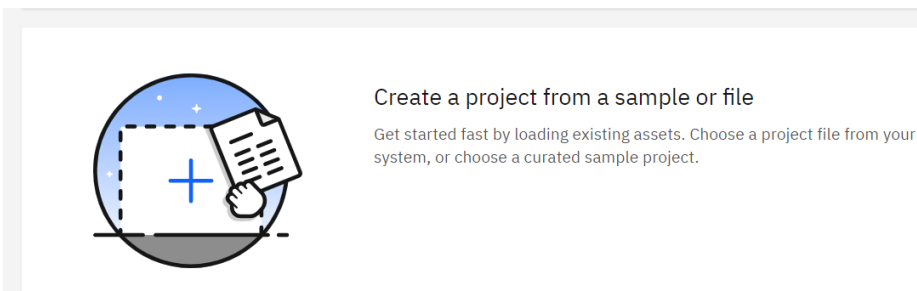 Create a project from a sample or file
Get started fast by loading existing assets. Choose a project file from your
system, or choose a curated sample project.